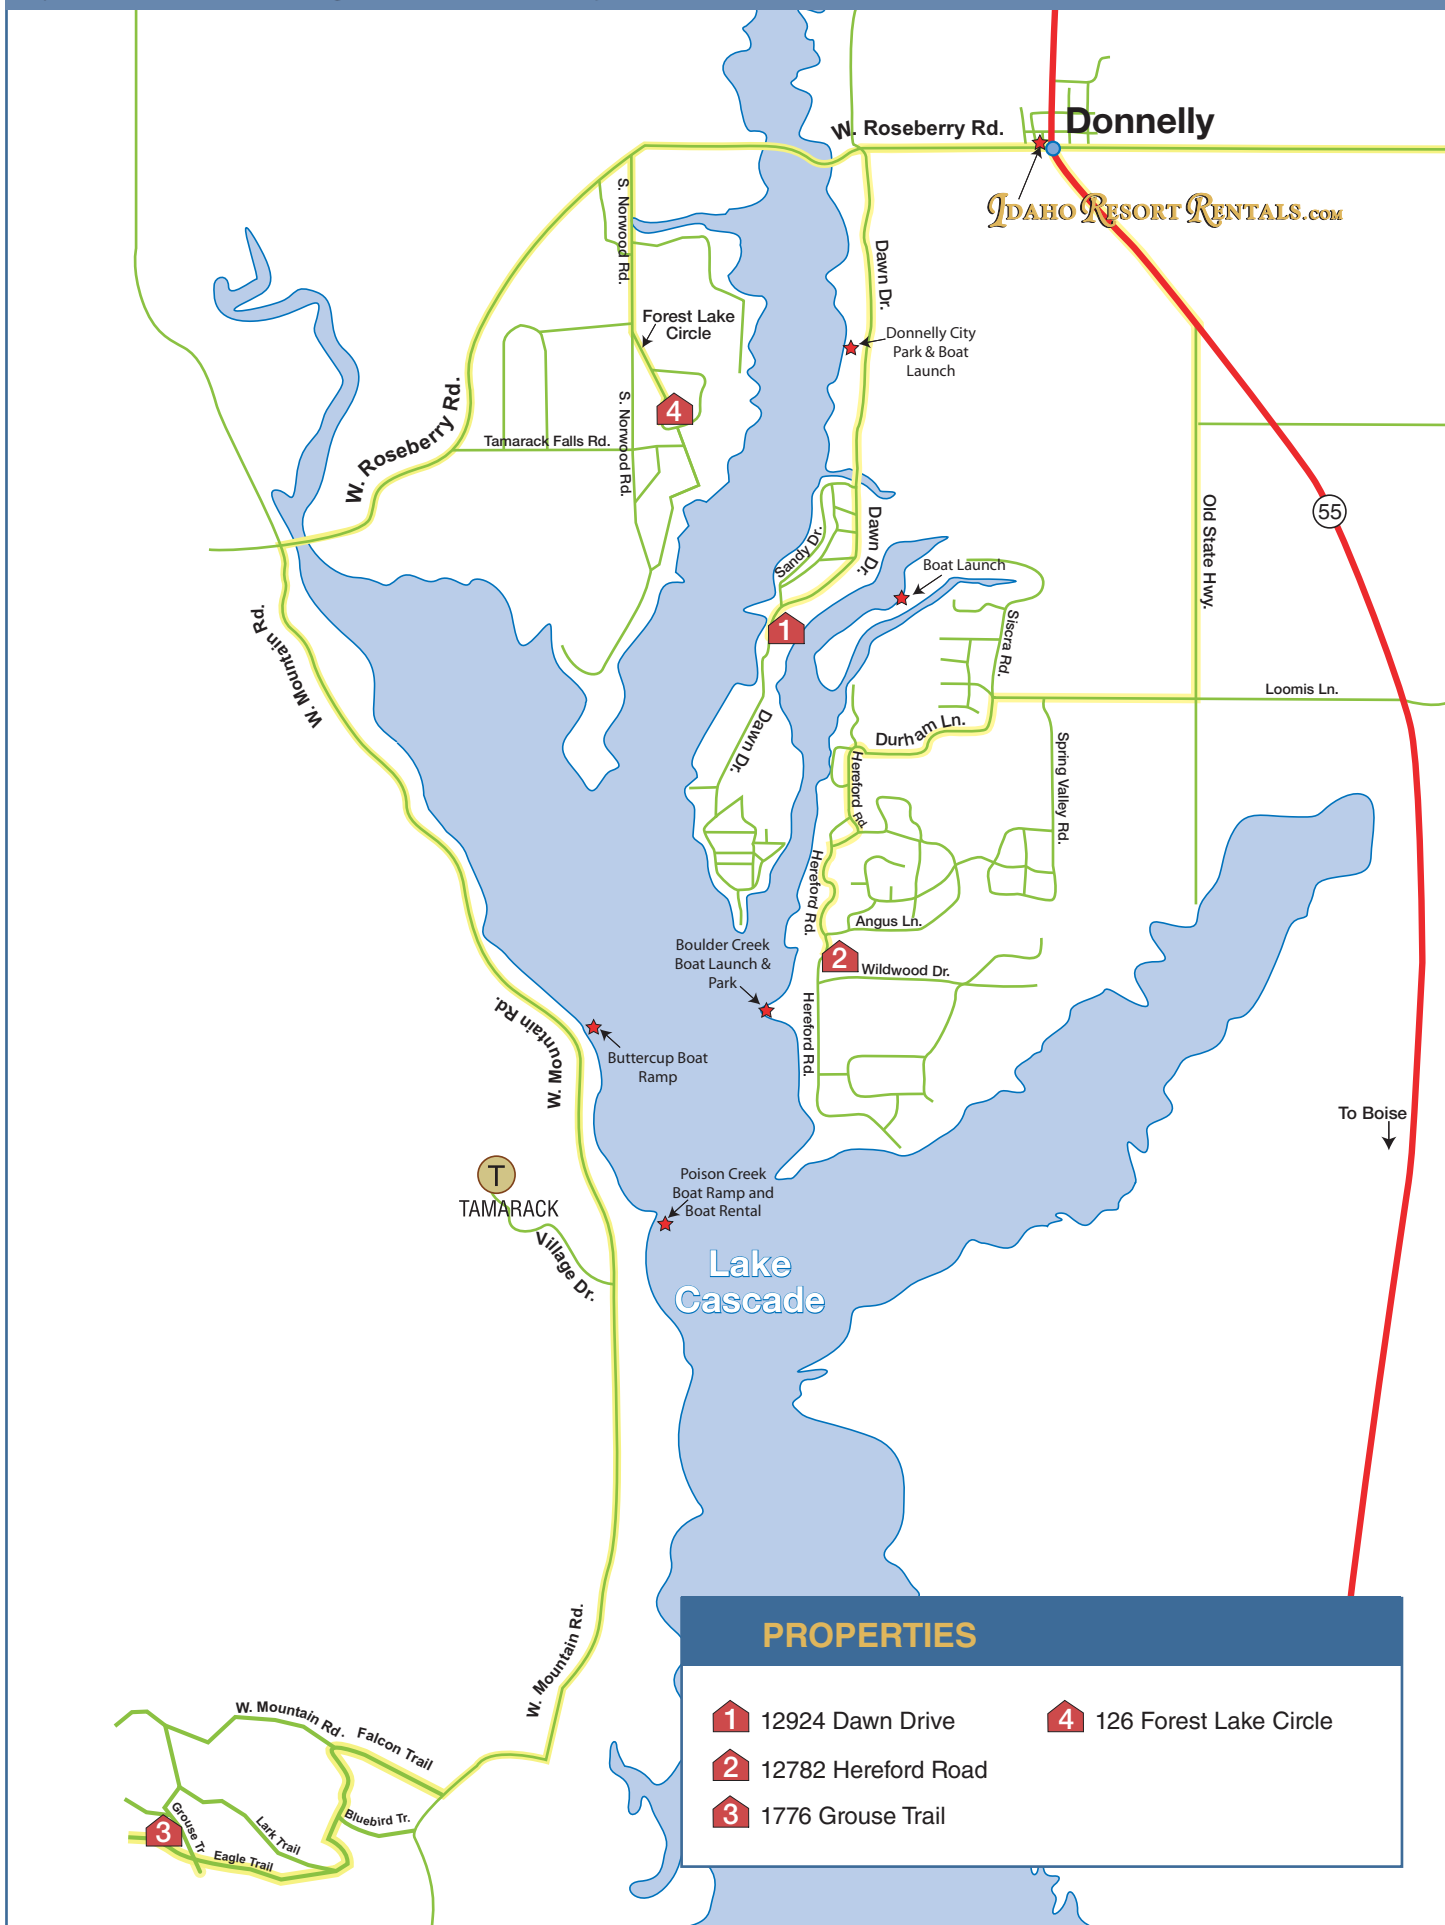 W. Roseberry Rd.
Donnelly
IDAHO RESORT RENTALS.COM
S. Norwood Rd.
Dawn Dr.
Forest Lake
Circle
Donnelly City
Park & Boat
Launch
4
W. Roseberry Rd.
Tamarack Falls Rd.
S. Norwood Rd.
55
Old State Hwy.
Dawn Dr.
Sandy Dr.
Boat Launch
1
Siscra Rd.
W. Mountain Rd.
W. Mountain Rd.
Loomis Ln.
Dawn Dr.
Durham Ln.
Hereford Rd.
Spring Valley Rd.
Hereford Rd.
Angus Ln.
Boulder Creek
Boat Launch &
Park
2
Wildwood Dr.
Hereford Rd.
W. Mountain Rd.
W. Mountain Rd.
Buttercup Boat
Ramp
To Boise
T
TAMARACK
Village Dr.
Poison Creek
Boat Ramp and
Boat Rental
Lake
Cascade
W. Mountain Rd.
W. Mountain Rd.
Falcon Trail
Bluebird Tr.
Grouse Tr
Lark Trail
3
Eagle Trail
PROPERTIES
1 12924 Dawn Drive
2 12782 Hereford Road
3 1776 Grouse Trail
4 126 Forest Lake Circle